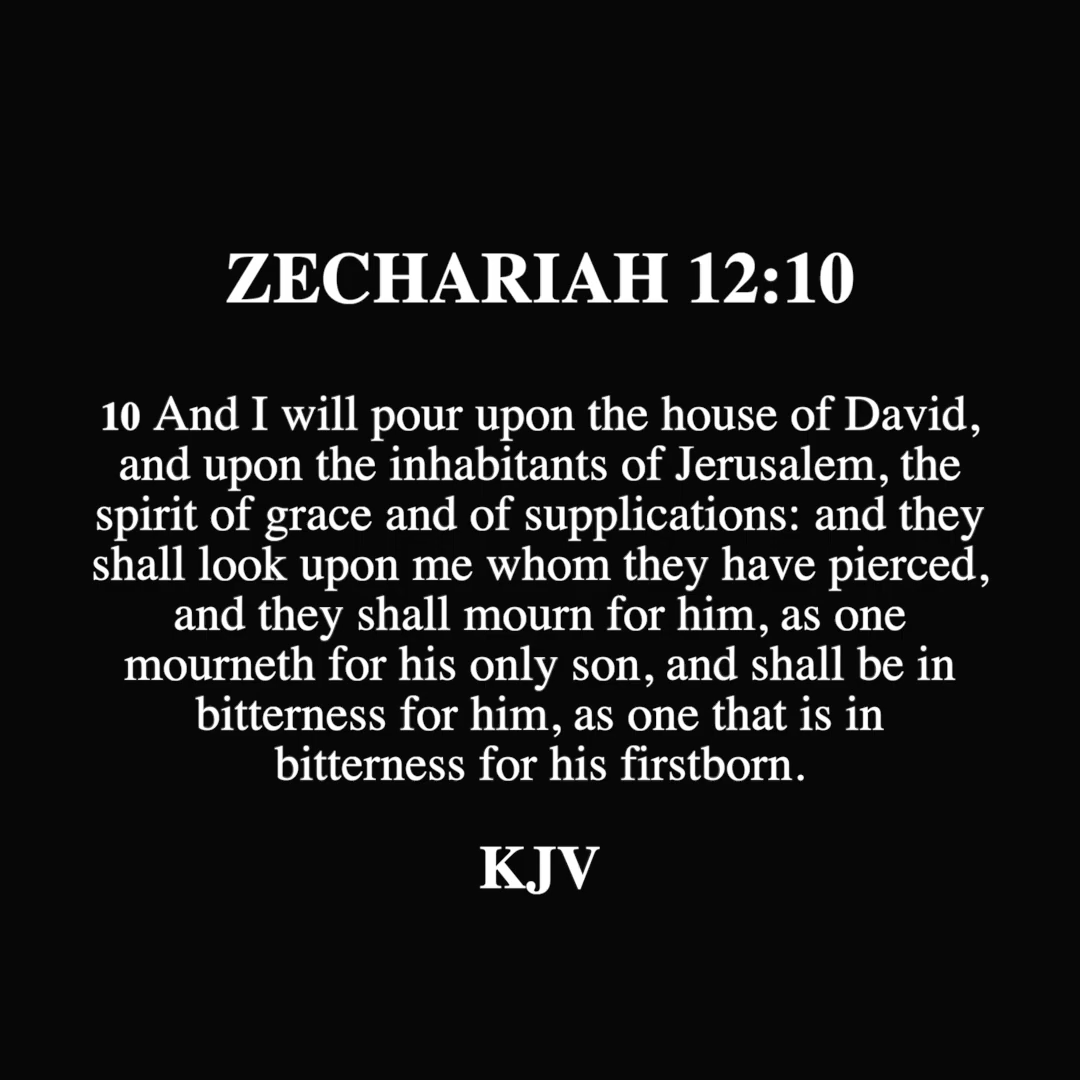 ZECHARIAH 12:10
10 And I will pour upon the house of David,
and upon the inhabitants of Jerusalem, the
spirit of grace and of supplications: and they
shall look upon me whom they have pierced,
and they shall mourn for him, as one
mourneth for his only son, and shall be in
bitterness for him, as one that is in
bitterness for his firstborn.
KJV